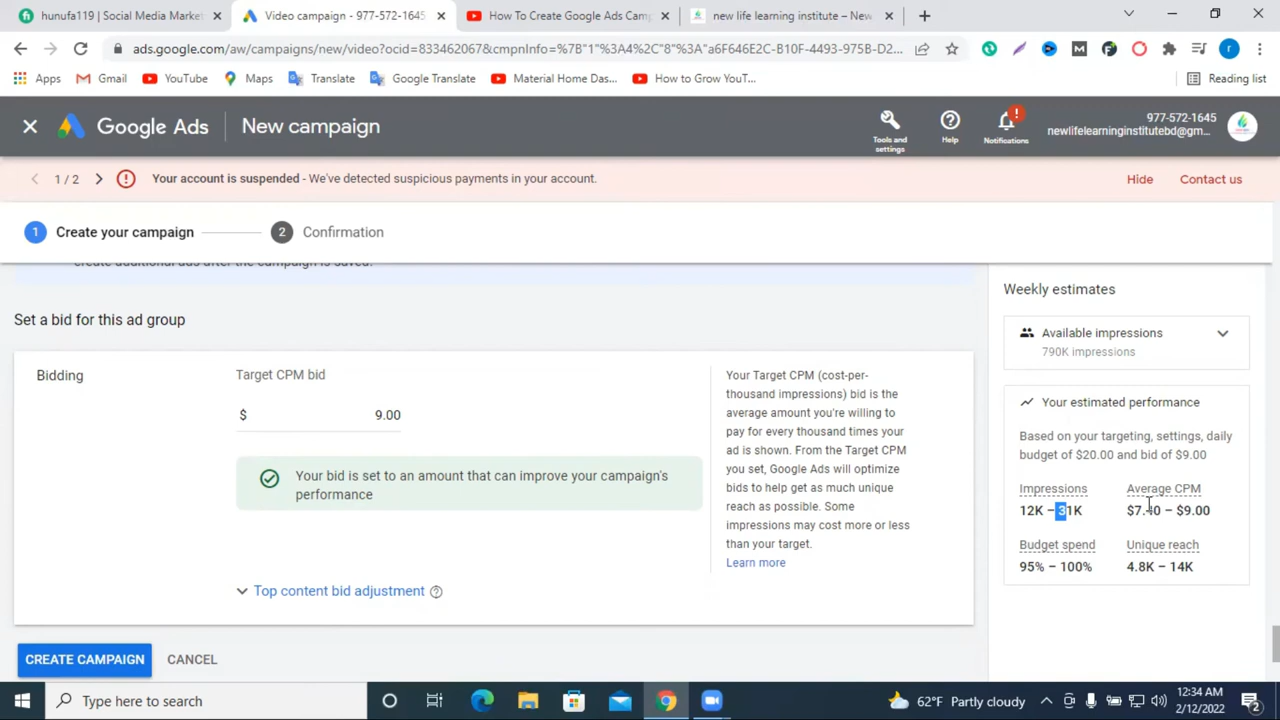 hunufa119 | Social Media Market
Video campaign - 977-572-1645
How To Create Google Ads Cam
new life learning institute – New
ads.google.com/aw/campaigns/new/video?ocid=833462067&cmpnInfo=%7B"1"%3A4%2C"8"%3A"a6F646E2C-B10F-4493-975B-D2...
Apps
Gmail
YouTube
Maps
Translate
Google Translate
Material Home Das...
How to Grow YouT...
Reading list
Google Ads
New campaign
Tools and settings
Help
Notifications
977-572-1645
newlifelearninginstitutebd@gm...
1 / 2
Your account is suspended - We've detected suspicious payments in your account.
Hide
Contact us
1 Create your campaign
2 Confirmation
create additional ads after the campaign is saved.
Set a bid for this ad group
Bidding
Target CPM bid
$ 9.00
Your bid is set to an amount that can improve your campaign's
performance
Top content bid adjustment
Your Target CPM (cost-per-
thousand impressions) bid is the
average amount you're willing to
pay for every thousand times your
ad is shown. From the Target CPM
you set, Google Ads will optimize
bids to help get as much unique
reach as possible. Some
impressions may cost more or less
than your target.
Learn more
CREATE CAMPAIGN
CANCEL
Weekly estimates
Available impressions
790K impressions
Your estimated performance
Based on your targeting, settings, daily
budget of $20.00 and bid of $9.00
Impressions
12K – 31K
Average CPM
$7.40 – $9.00
Budget spend
95% – 100%
Unique reach
4.8K – 14K
Type here to search
62°F Partly cloudy
12:34 AM
2/12/2022
2